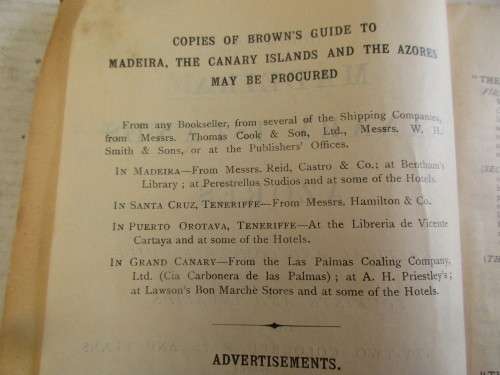 COPIES OF BROWN'S GUIDE TO
MADEIRA, THE CANARY ISLANDS AND THE AZORES
MAY BE PROCURED
From any Bookseller, from several of the Shipping Companies,
from Messrs. Thomas Cook & Son, Ltd., Messrs. W. H.
Smith & Sons, or at the Publishers' Offices.
IN MADEIRA—From Messrs. Reid, Castro & Co.; at Bentham's
Library; at Perestrellus Studios and at some of the Hotels.
IN SANTA CRUZ, TENERIFFE—From Messrs. Hamilton & Co.
IN PUERTO OROTAVA, TENERIFFE—At the Libreria de Vicente
Cartaya and at some of the Hotels.
IN GRAND CANARY—From the Las Palmas Coaling Company,
Ltd. (Cia Carbonera de las Palmas); at A. H. Priestley's;
at Lawson's Bon Marché Stores and at some of the Hotels.
ADVERTISEMENTS.
"THE